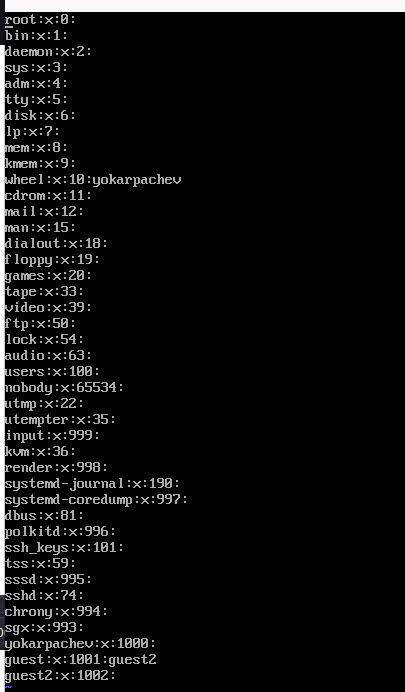 root:x:0:
bin:x:1:
daemon:x:2:
sys:x:3:
adm:x:4:
tty:x:5:
disk:x:6:
lp:x:7:
mem:x:8:
kmem:x:9:
wheel:x:10:yokarpachev
cdrom:x:11:
mail:x:12:
man:x:15:
dialout:x:18:
floppy:x:19:
games:x:20:
tape:x:33:
video:x:39:
ftp:x:50:
lock:x:54:
audio:x:63:
users:x:100:
nobody:x:65534:
utmp:x:22:
utempter:x:35:
input:x:999:
kvm:x:36:
render:x:998:
systemd-journal:x:190:
systemd-coredump:x:997:
dbus:x:81:
polkitd:x:996:
ssh_keys:x:101:
tss:x:59:
sssd:x:995:
sshd:x:74:
chrony:x:994:
sgx:x:993:
yokarpachev:x:1000:
guest:x:1001:guest2
guest2:x:1002:
~